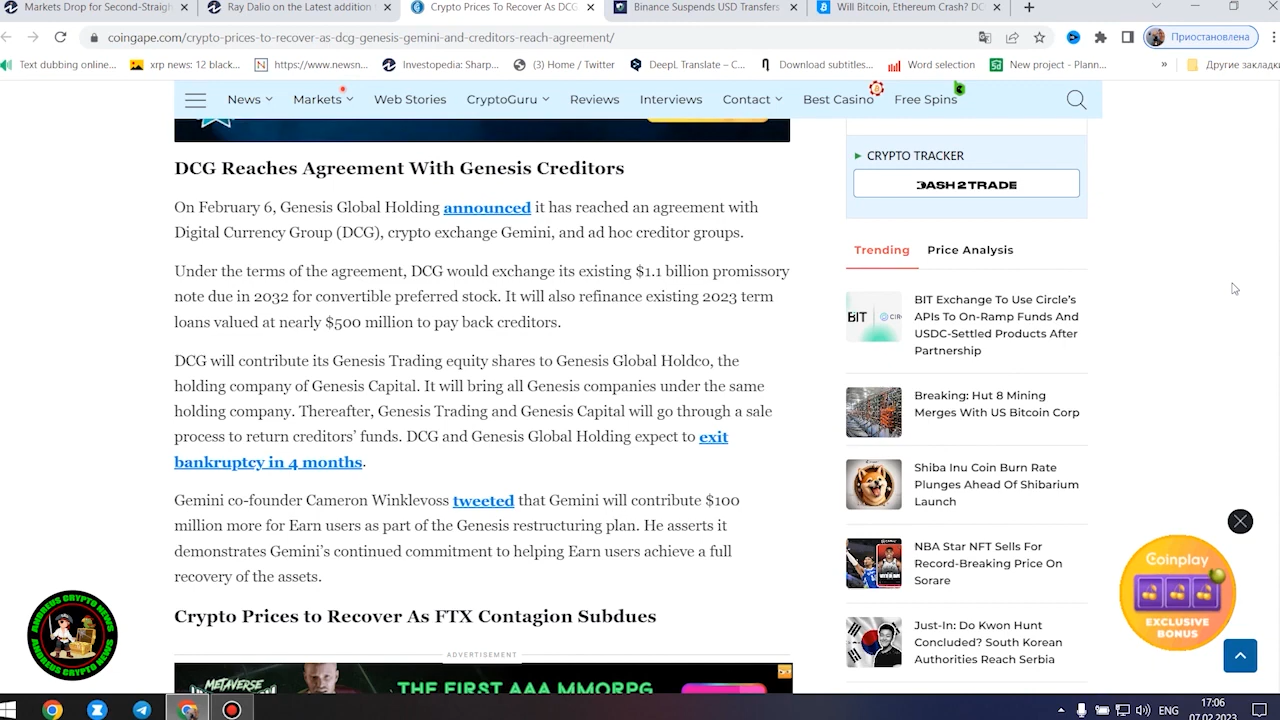 Markets Drop for Second-Straigh
Ray Dalio on the Latest addition
Crypto Prices To Recover As DCG,
Binance Suspends USD Transfers
Will Bitcoin, Ethereum Crash? DC
coingape.com/crypto-prices-to-recover-as-dcg-genesis-gemini-and-creditors-reach-agreement/
Приостановлена
Text dubbing online...
xrp news: 12 black...
https://www.newsn...
Investopedia: Sharp...
(3) Home / Twitter
DeepL Translate – C...
Download subtitles...
Word selection
New project - Plann...
»
Другие закладки
News
Markets
Web Stories
CryptoGuru
Reviews
Interviews
Contact
Best Casino
Free Spins
DCG Reaches Agreement With Genesis Creditors
On February 6, Genesis Global Holding announced it has reached an agreement with
Digital Currency Group (DCG), crypto exchange Gemini, and ad hoc creditor groups.
Under the terms of the agreement, DCG would exchange its existing $1.1 billion promissory
note due in 2032 for convertible preferred stock. It will also refinance existing 2023 term
loans valued at nearly $500 million to pay back creditors.
DCG will contribute its Genesis Trading equity shares to Genesis Global Holdco, the
holding company of Genesis Capital. It will bring all Genesis companies under the same
holding company. Thereafter, Genesis Trading and Genesis Capital will go through a sale
process to return creditors' funds. DCG and Genesis Global Holding expect to exit
bankruptcy in 4 months.
Gemini co-founder Cameron Winklevoss tweeted that Gemini will contribute $100
million more for Earn users as part of the Genesis restructuring plan. He asserts it
demonstrates Gemini's continued commitment to helping Earn users achieve a full
recovery of the assets.
Crypto Prices to Recover As FTX Contagion Subdues
ADVERTISEMENT
METAVERSE
THE FIRST AAA MMORPG
CRYPTO TRACKER
DASH 2 TRADE
Trending
Price Analysis
BIT Exchange To Use Circle's
APIs To On-Ramp Funds And
USDC-Settled Products After
Partnership
Breaking: Hut 8 Mining
Merges With US Bitcoin Corp
Shiba Inu Coin Burn Rate
Plunges Ahead Of Shibarium
Launch
NBA Star NFT Sells For
Record-Breaking Price On
Sorare
Just-In: Do Kwon Hunt
Concluded? South Korean
Authorities Reach Serbia
BIT
CIR
Coinplay
EXCLUSIVE
BONUS
ANDREUS CRYPTO NEWS
ANDREUS CRYPTO NEWS
ENG
17:06
07.02.2023